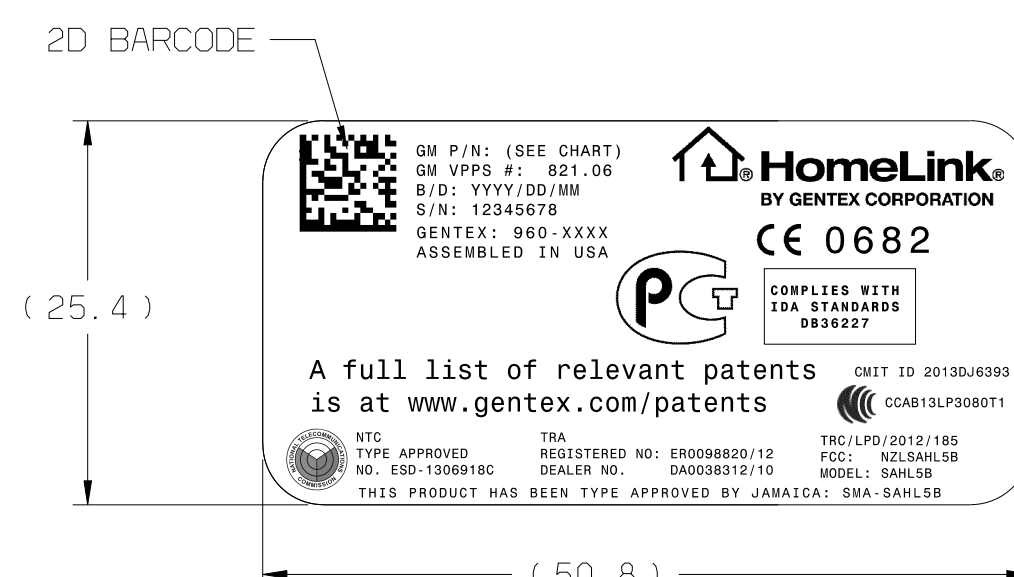 2D BARCODE
GM P/N: (SEE CHART)
GM VPPS #: 821.06
B/D: YYYY/DD/MM
S/N: 12345678
GENTEX: 960-XXXX
ASSEMBLED IN USA
® HomeLink®
BY GENTEX CORPORATION
CE 0682
PCT
COMPLIES WITH
IDA STANDARDS
DB36227
( 25.4 )
A full list of relevant patents
is at www.gentex.com/patents
CMIT ID 2013DJ6393
CCAB13LP3080T1
NATIONAL TELECOMMUNICATIONS
COMMISSION
NTC
TYPE APPROVED
NO. ESD-1306918C
TRA
REGISTERED NO: ER0098820/12
DEALER NO. DA0038312/10
TRC/LPD/2012/185
FCC: NZLSAHL5B
MODEL: SAHL5B
THIS PRODUCT HAS BEEN TYPE APPROVED BY JAMAICA: SMA-SAHL5B
( 50.8 )